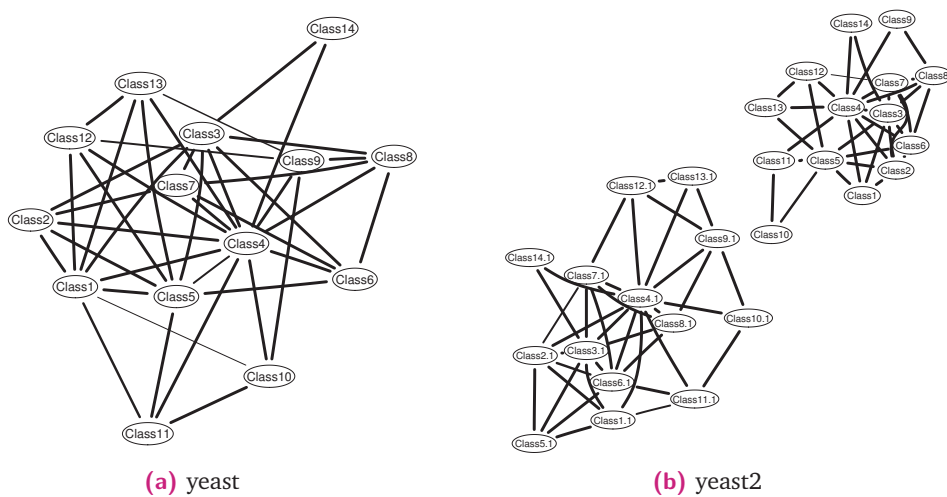 Class14
Class13
Class12
Class3
Class9
Class8
Class7
Class2
Class4
Class1
Class5
Class6
Class10
Class11
(a) yeast
Class14
Class9
Class12
Class7
Class8
Class13
Class4
Class3
Class6
Class11
Class5
Class2
Class1
Class10
Class13.1
Class12.1
Class9.1
Class14.1
Class7.1
Class4.1
Class8.1
Class10.1
Class2.1
Class3.1
Class6.1
Class11.1
Class1.1
Class5.1
(b) yeast2